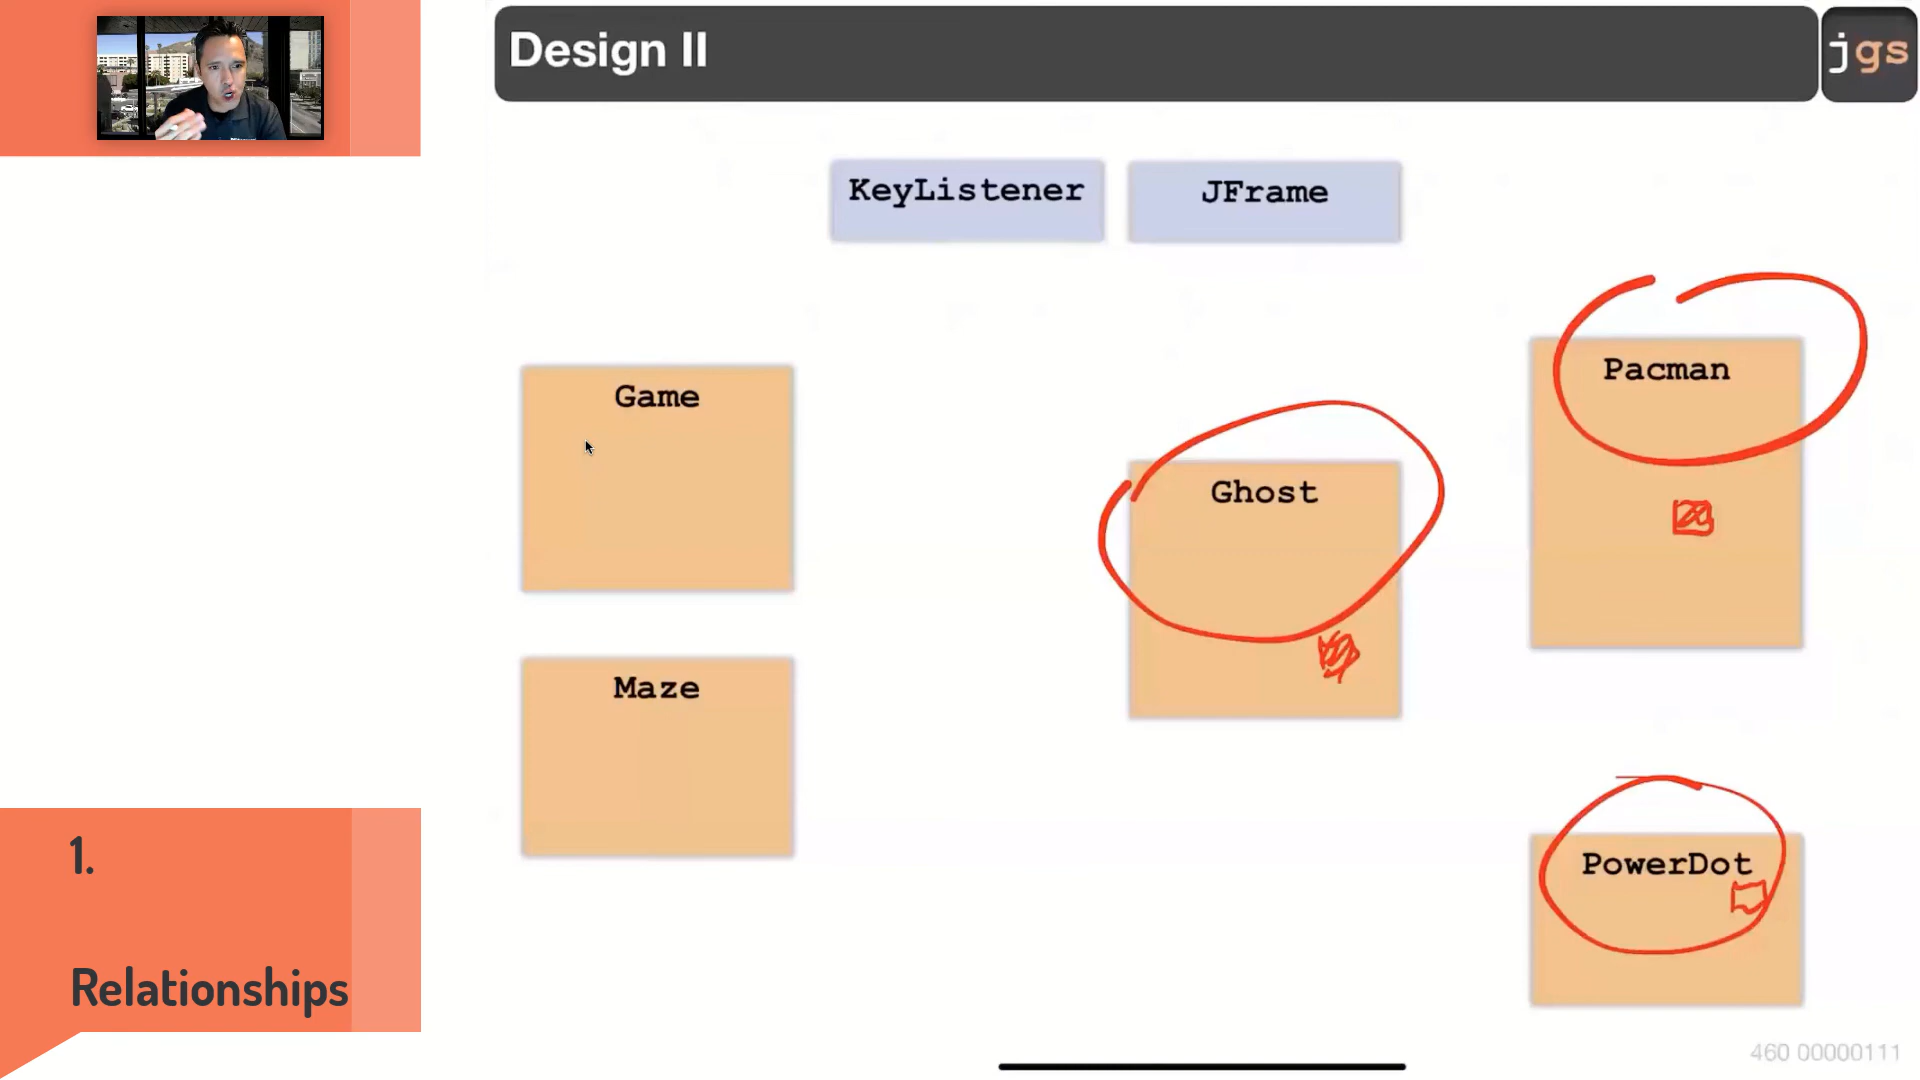 Design II
jgs
KeyListener
JFrame
Game
Ghost
Pacman
Maze
PowerDot
1.
Relationships
460 00000111